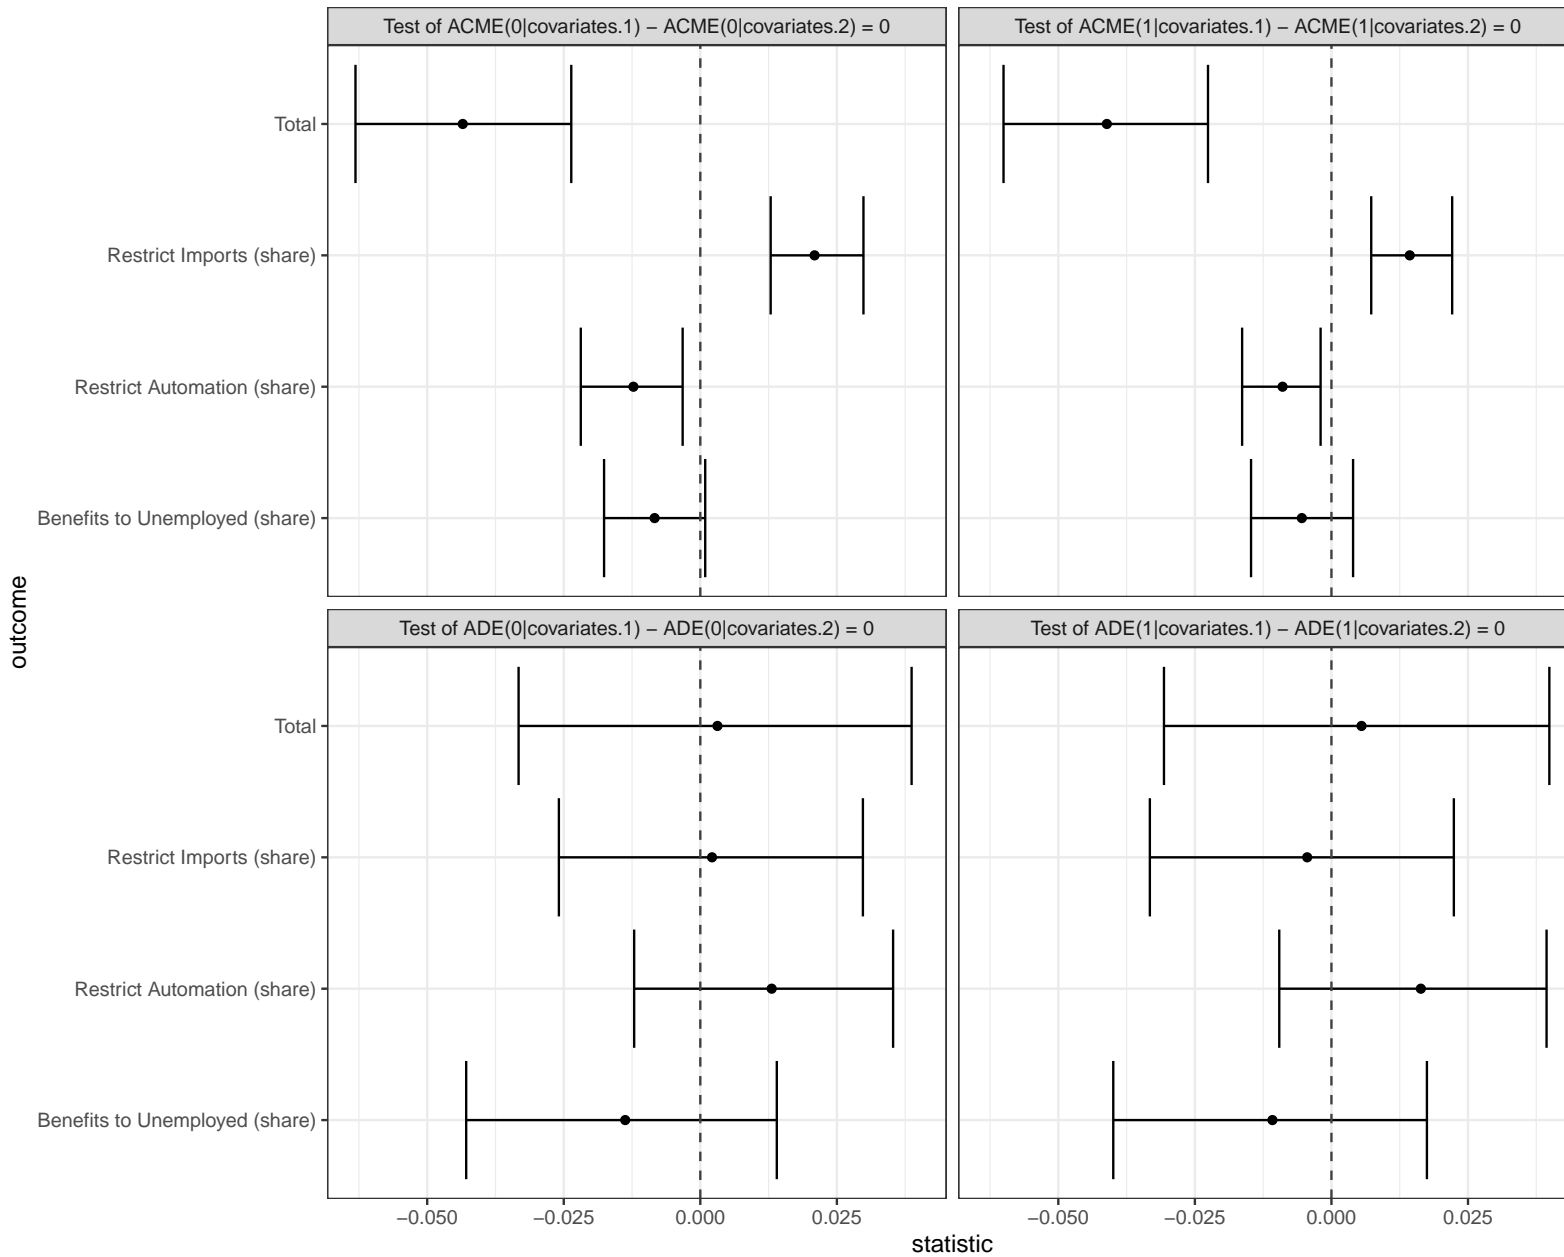 Test of ACME(0|covariates.1) − ACME(0|covariates.2) = 0
Test of ACME(1|covariates.1) − ACME(1|covariates.2) = 0
Total
Restrict Imports (share)
Restrict Automation (share)
Benefits to Unemployed (share)
outcome
Test of ADE(0|covariates.1) − ADE(0|covariates.2) = 0
Test of ADE(1|covariates.1) − ADE(1|covariates.2) = 0
Total
Restrict Imports (share)
Restrict Automation (share)
Benefits to Unemployed (share)
−0.050 −0.025 0.000 0.025
−0.050 −0.025 0.000 0.025
statistic